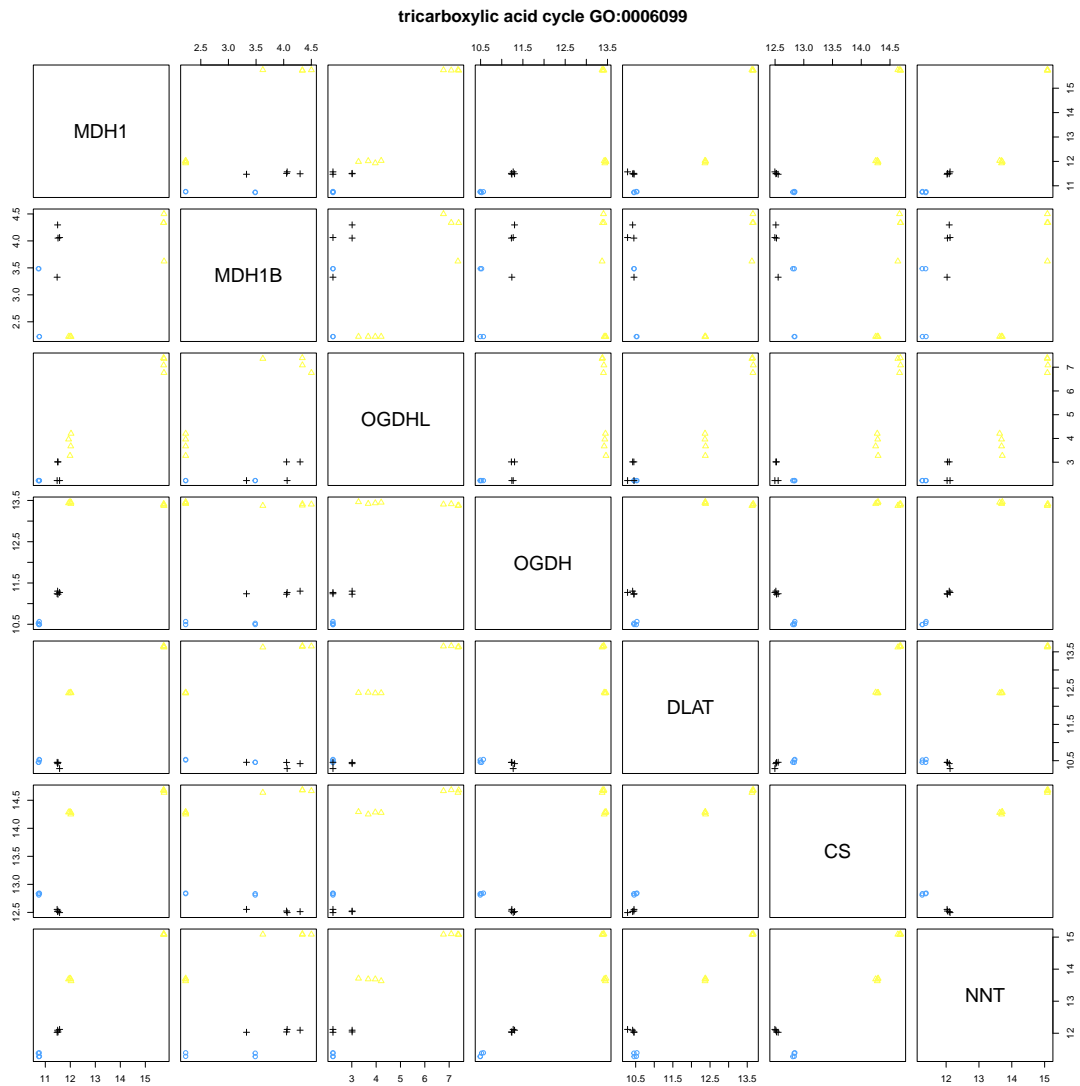 tricarboxylic acid cycle GO:0006099
2.5 3.0 3.5 4.0 4.5 10.5 11.5 13.5 12.5 13.0 13.5 14.5
MDH1
11 12 13 14 15
2.5 3.0 3.5 4.0 4.5
MDH1B
OGDHL
3 4 5 6 7
10.5 11.5 12.5 13.5
OGDH
DLAT
10.5 11.5 12.5 13.5
12.5 13.0 13.5 14.0 14.5
CS
NNT
12 13 14 15
11 12 13 14 15 3 4 5 6 7 10.5 11.5 12.5 13.5 12 13 14 15